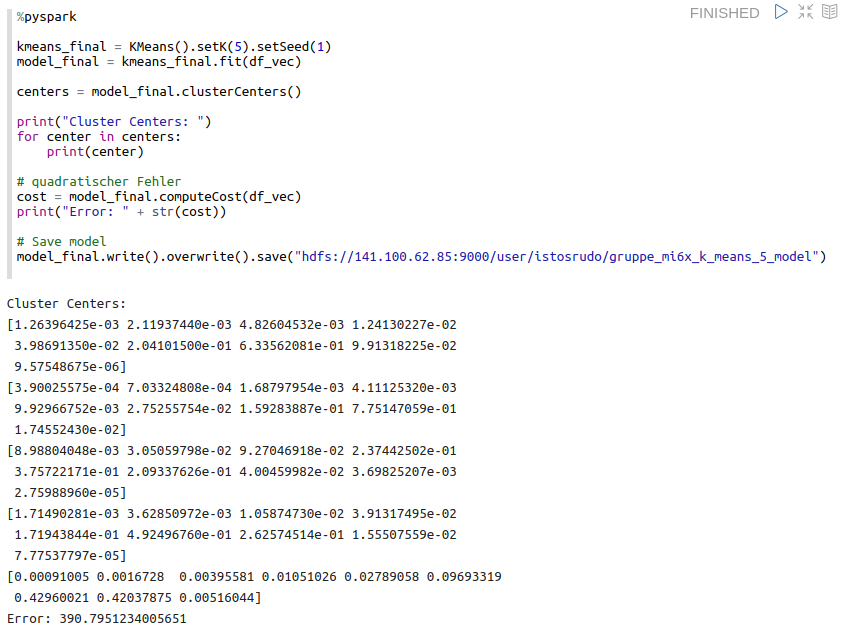 %pyspark
FINISHED
kmeans_final = KMeans().setK(5).setSeed(1)
model_final = kmeans_final.fit(df_vec)
centers = model_final.clusterCenters()
print("Cluster Centers: ")
for center in centers:
    print(center)
# quadratischer Fehler
cost = model_final.computeCost(df_vec)
print("Error: " + str(cost))
# Save model
model_final.write().overwrite().save("hdfs://141.100.62.85:9000/user/istosrudo/gruppe_mi6x_k_means_5_model")
Cluster Centers:
[1.26396425e-03 2.11937440e-03 4.82604532e-03 1.24130227e-02
 3.98691350e-02 2.04101500e-01 6.33562081e-01 9.91318225e-02
 9.57548675e-06]
[3.90025575e-04 7.03324808e-04 1.68797954e-03 4.11125320e-03
 9.92966752e-03 2.75255754e-02 1.59283887e-01 7.75147059e-01
 1.74552430e-02]
[8.98804048e-03 3.05059798e-02 9.27046918e-02 2.37442502e-01
 3.75722171e-01 2.09337626e-01 4.00459982e-02 3.69825207e-03
 2.75988960e-05]
[1.71490281e-03 3.62850972e-03 1.05874730e-02 3.91317495e-02
 1.71943844e-01 4.92496760e-01 2.62574514e-01 1.55507559e-02
 7.77537797e-05]
[0.00091005 0.0016728  0.00395581 0.01051026 0.02789058 0.09693319
 0.42960021 0.42037875 0.00516044]
Error: 390.7951234005651